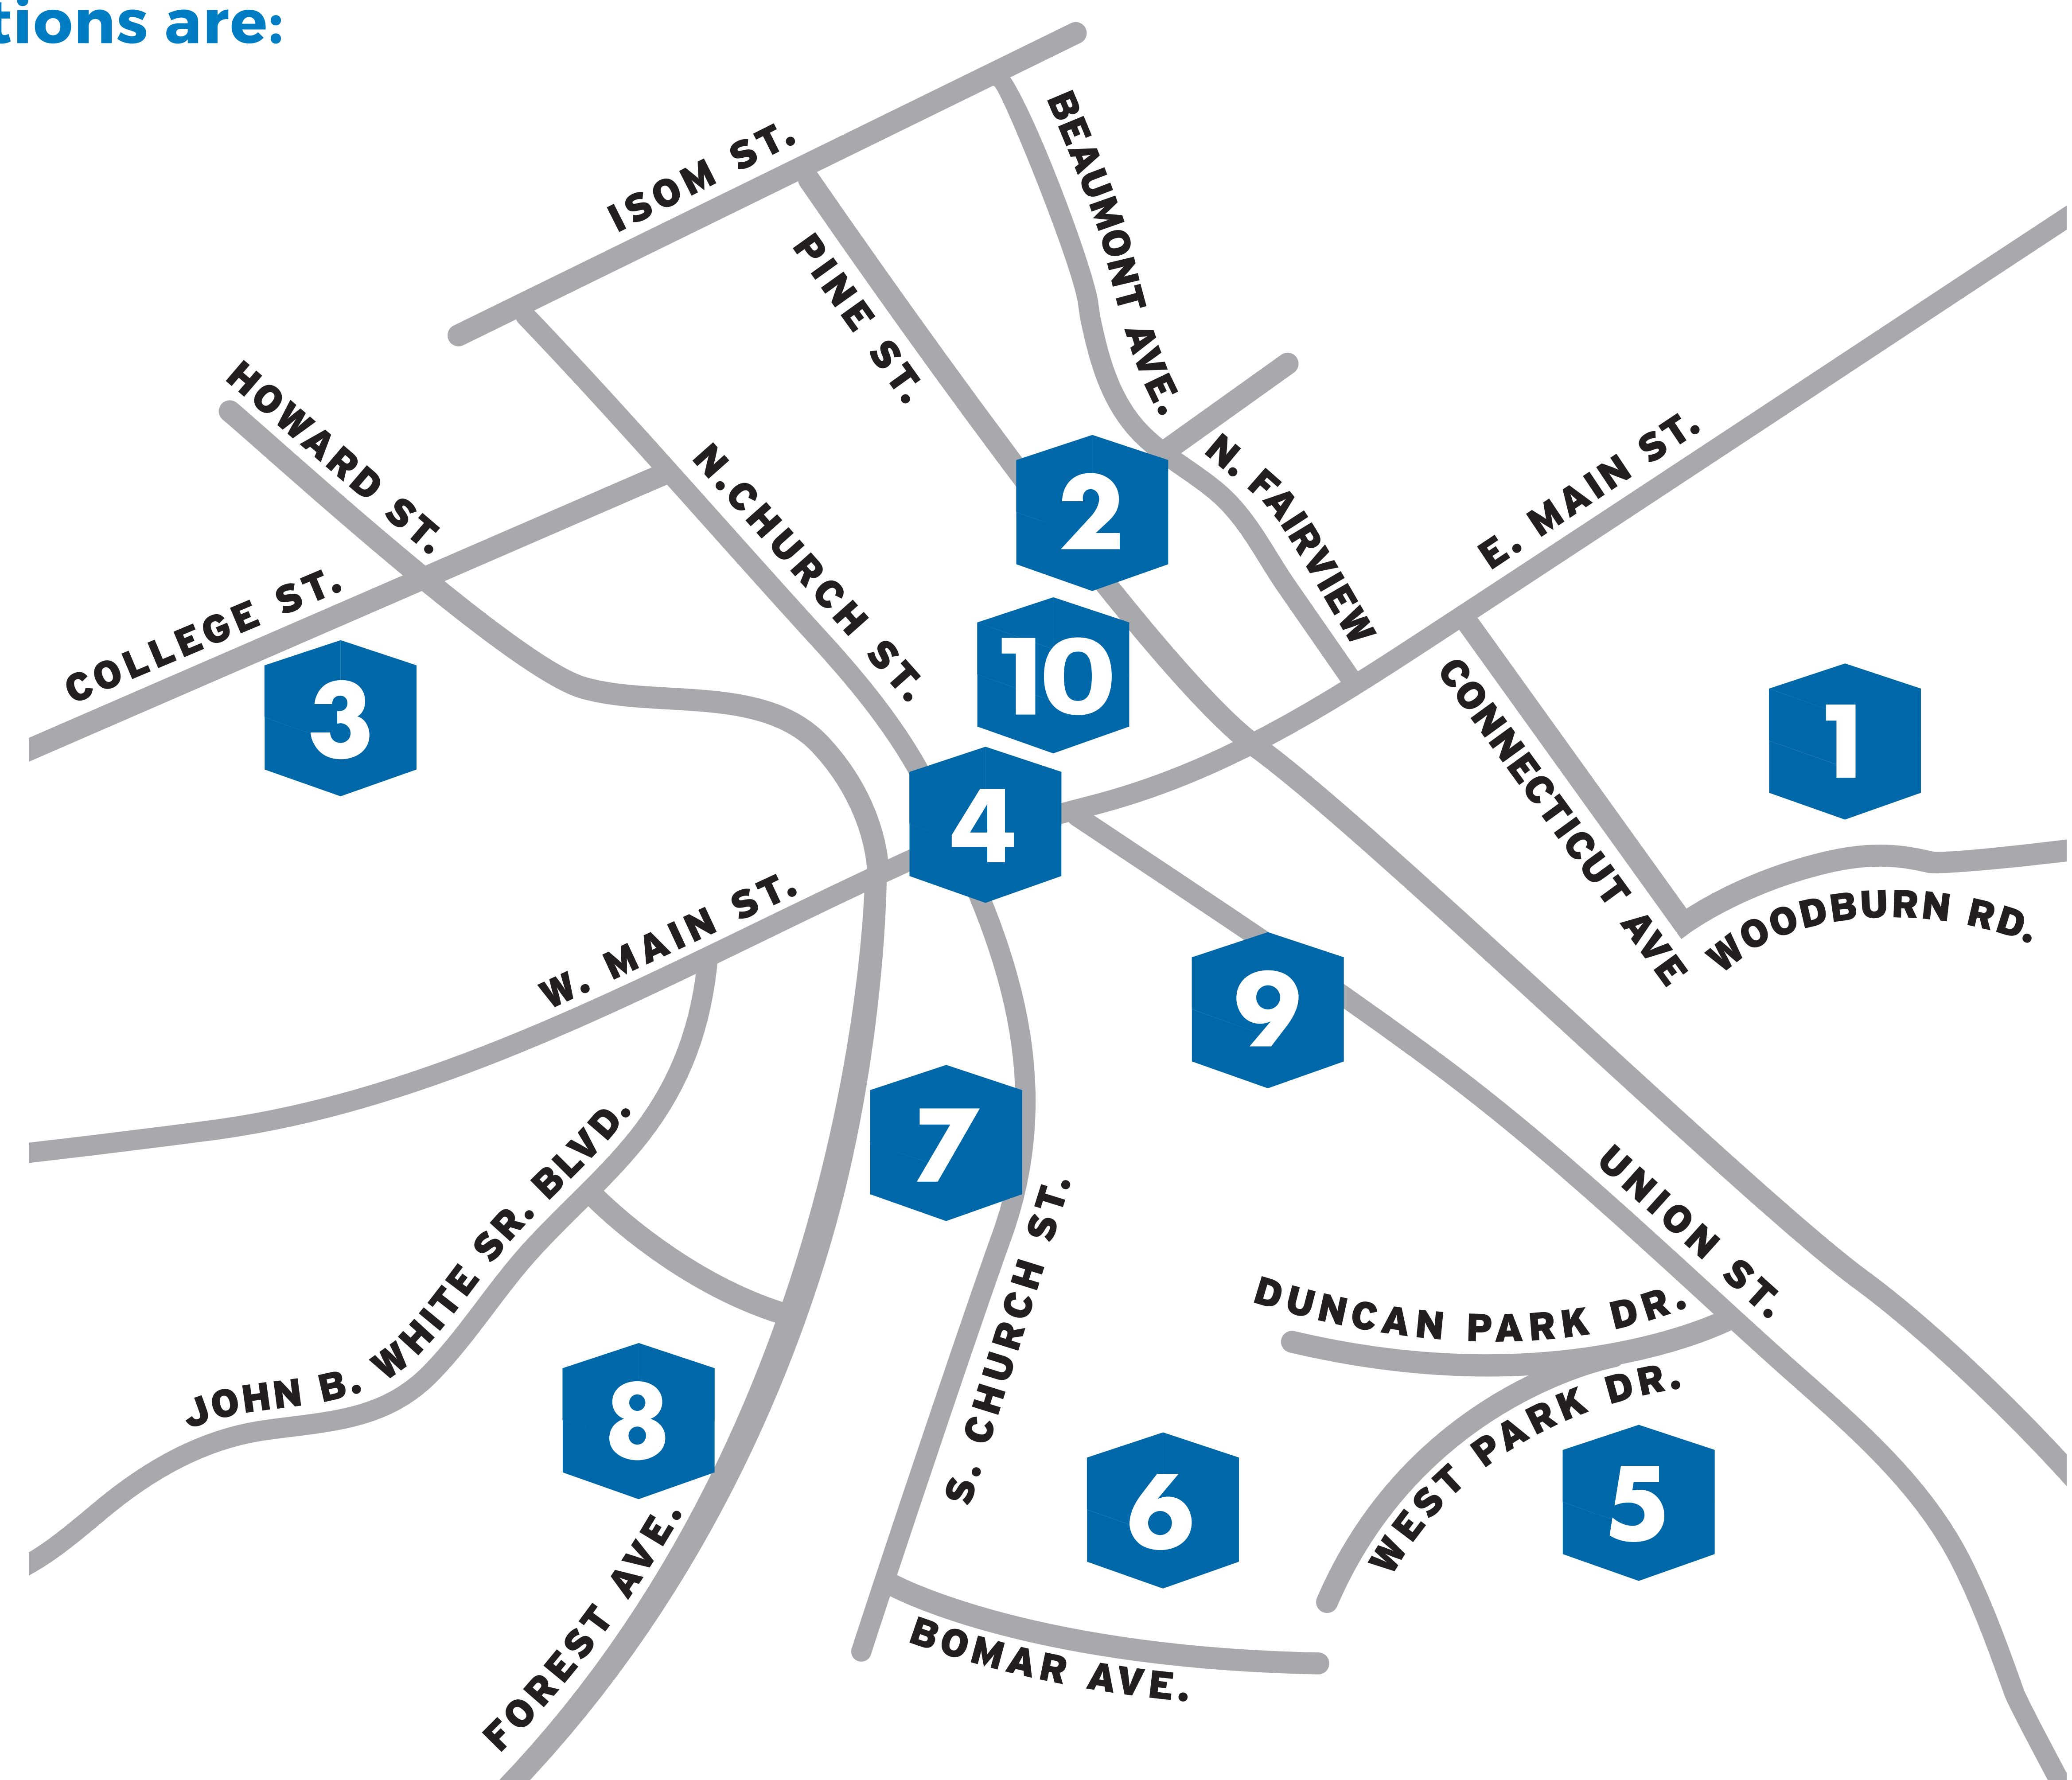 tions are:
ISOM ST.
BEAUMONT AVE.
PINE ST.
HOWARD ST.
N. CHURCH ST.
N. FAIRVIEW
E. MAIN ST.
COLLEGE ST.
2
10
3
1
4
CONNECTICUT AVE
W. MAIN ST.
WOODBURN RD.
9
7
JOHN B. WHITE SR. BLVD.
S. CHURCH ST.
UNION ST.
DUNCAN PARK DR.
WEST PARK DR.
8
6
5
FOREST AVE.
BOMAR AVE.